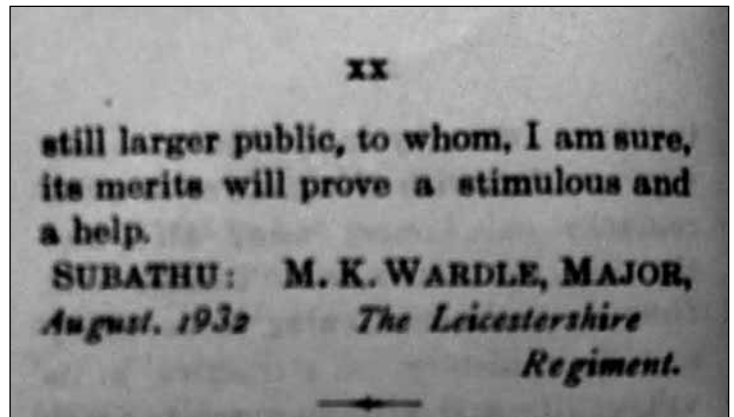 xx
still larger public, to whom, I am sure,
its merits will prove a stimulous and
a help.
SUBATHU: M. K. WARDLE, MAJOR,
August. 1932 The Leicestershire
Regiment.